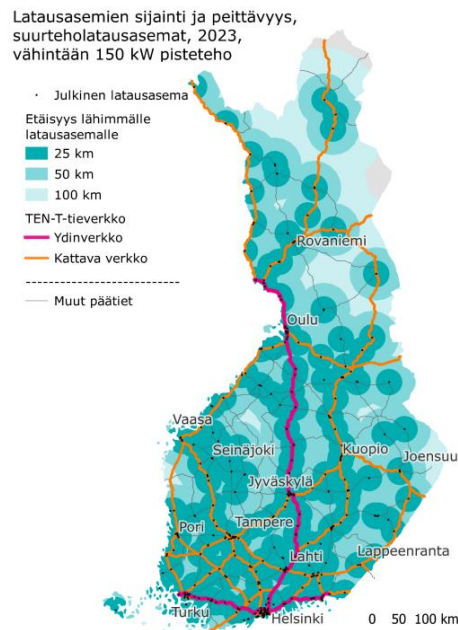 Latausasemien sijainti ja peittävyys,
suurteholatausasemat, 2023,
vähintään 150 kW pisteteho
Julkinen latausasema
Etäisyys lähimmälle
latausasemalle
25 km
50 km
100 km
TEN-T-tieverkko
Ydinverkko
Kattava verkko
Muut päätiet
Rovaniemi
Oulu
Vaasa
Seinäjoki
Kuopio
Joensuu
Jyväskylä
Pori
Tampere
Lahti
Lappeenranta
Turku
Helsinki
0 50 100 km